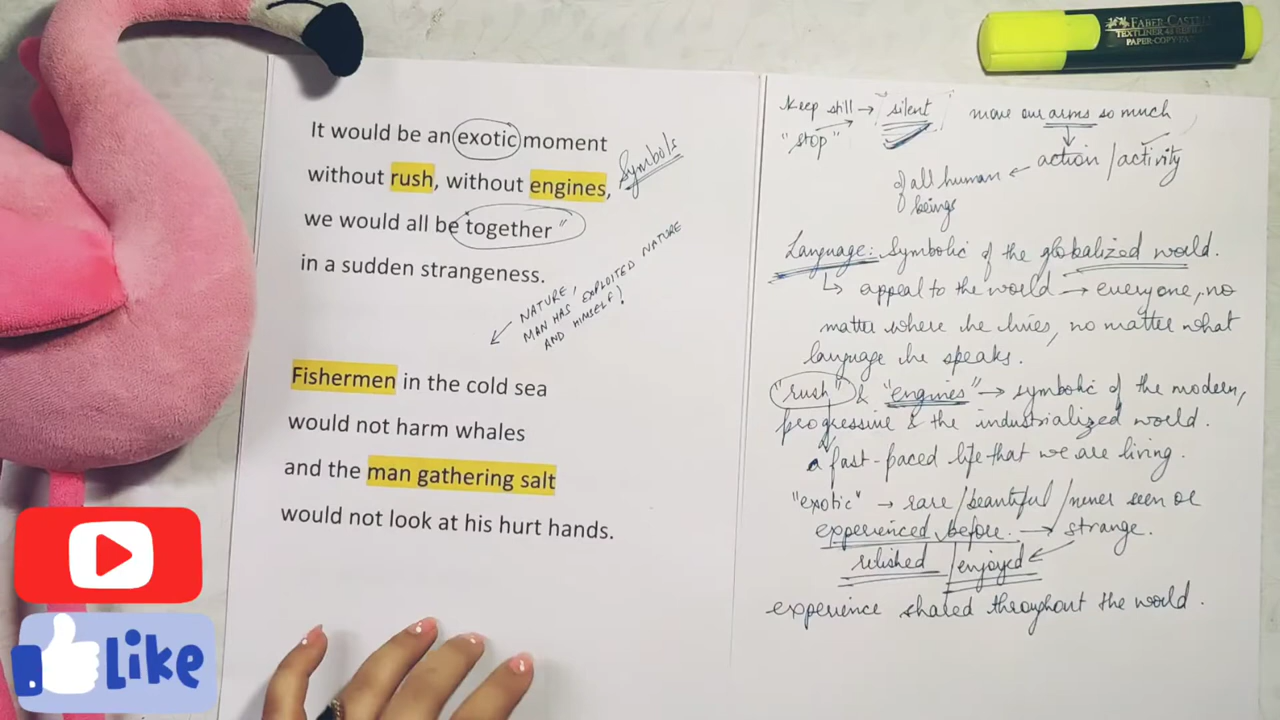 It would be an exotic moment
without rush, without engines,
Symbols
we would all be together "
in a sudden strangeness.
NATURE,
MAN HAS EXPLOITED NATURE
AND HIMSELF)!
Fishermen in the cold sea
would not harm whales
and the man gathering salt
would not look at his hurt hands.
Like
FABER-CASTELL
TEXTLINER 48 REFILL
Keep still → silent move our arms so much
"stop"
action / activity
of all human
beings
Language: Symbolic of the globalized world.
↳ appeal to the world → everyone, no
matter where he lives, no matter what
language he speaks.
"rush" & "engines" → symbolic of the modern,
progressive & the industrialized world.
a fast-paced life that we are living.
"exotic" → rare / beautiful / never seen or
experienced before. → strange.
relished / enjoyed
experience shared throughout the world.